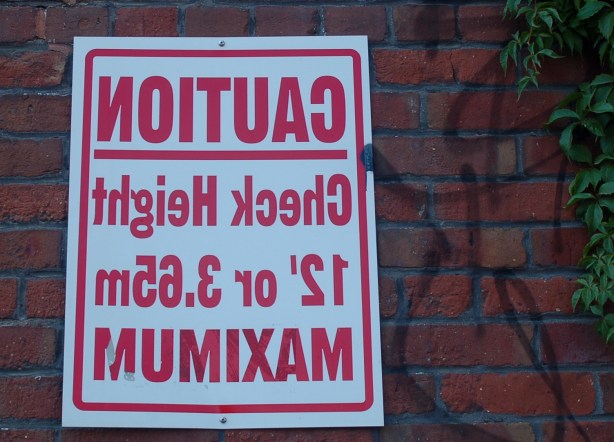 CAUTION
Check Height
12' or 3.65m
MAXIMUM